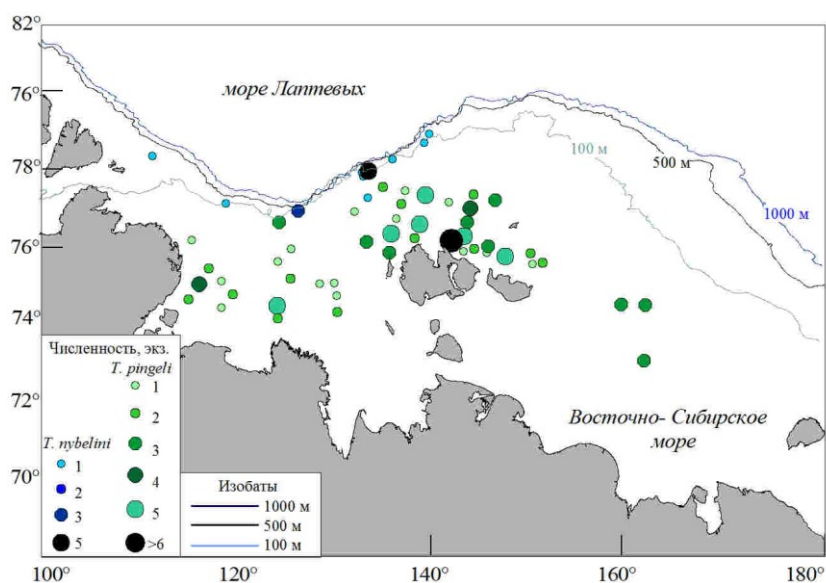 82°
76°
78°
76°
74°
72°
70°
море Лаптевых
100 м
500 м
1000 м
Восточно- Сибирское
море
Численность, экз.
T. pingeli
1
2
3
4
5
>6
T. nybelini
1
2
3
5
Изобаты
1000 м
500 м
100 м
100°
120°
140°
160°
180°